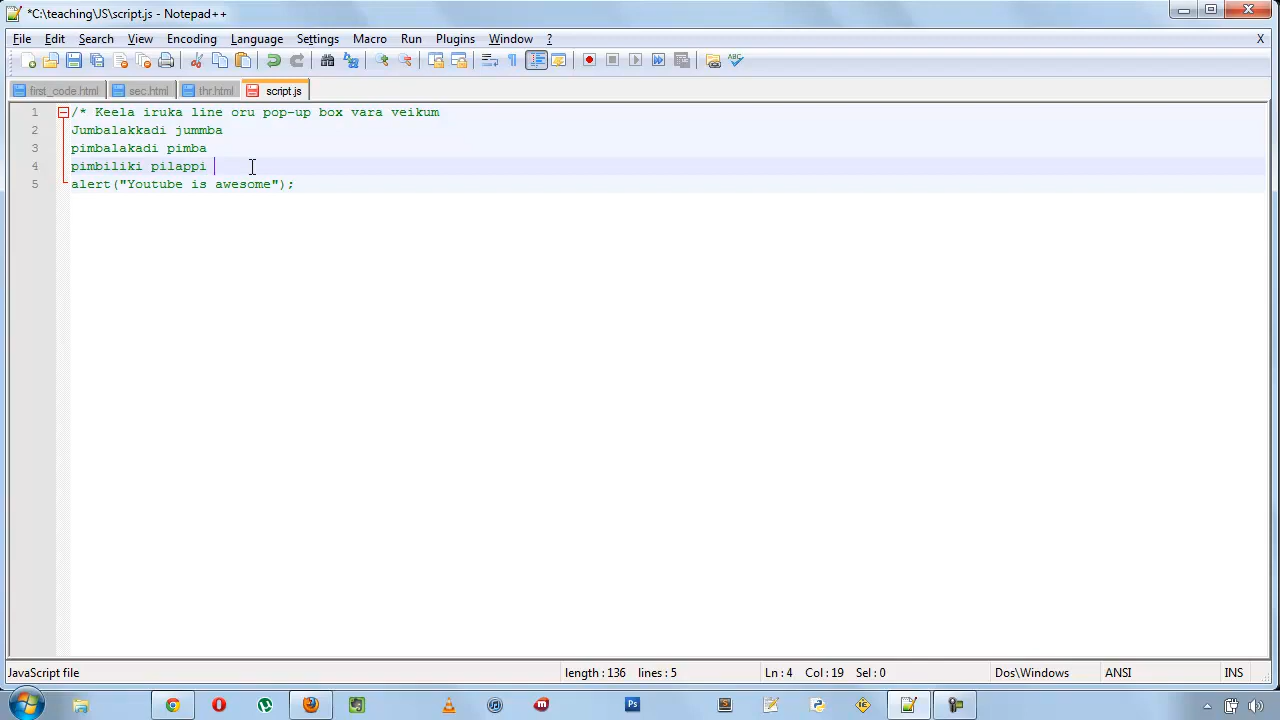 *C:\teaching\JS\script.js - Notepad++
File Edit Search View Encoding Language Settings Macro Run Plugins Window ? X
first_code.html sec.html thr.html script.js
1 /* Keela iruka line oru pop-up box vara veikum
2 Jumbalakkadi jummba
3 pimbalakadi pimba
4 pimbiliki pilappi
5 alert("Youtube is awesome");
JavaScript file length : 136 lines : 5 Ln : 4 Col : 19 Sel : 0 Dos\Windows ANSI INS